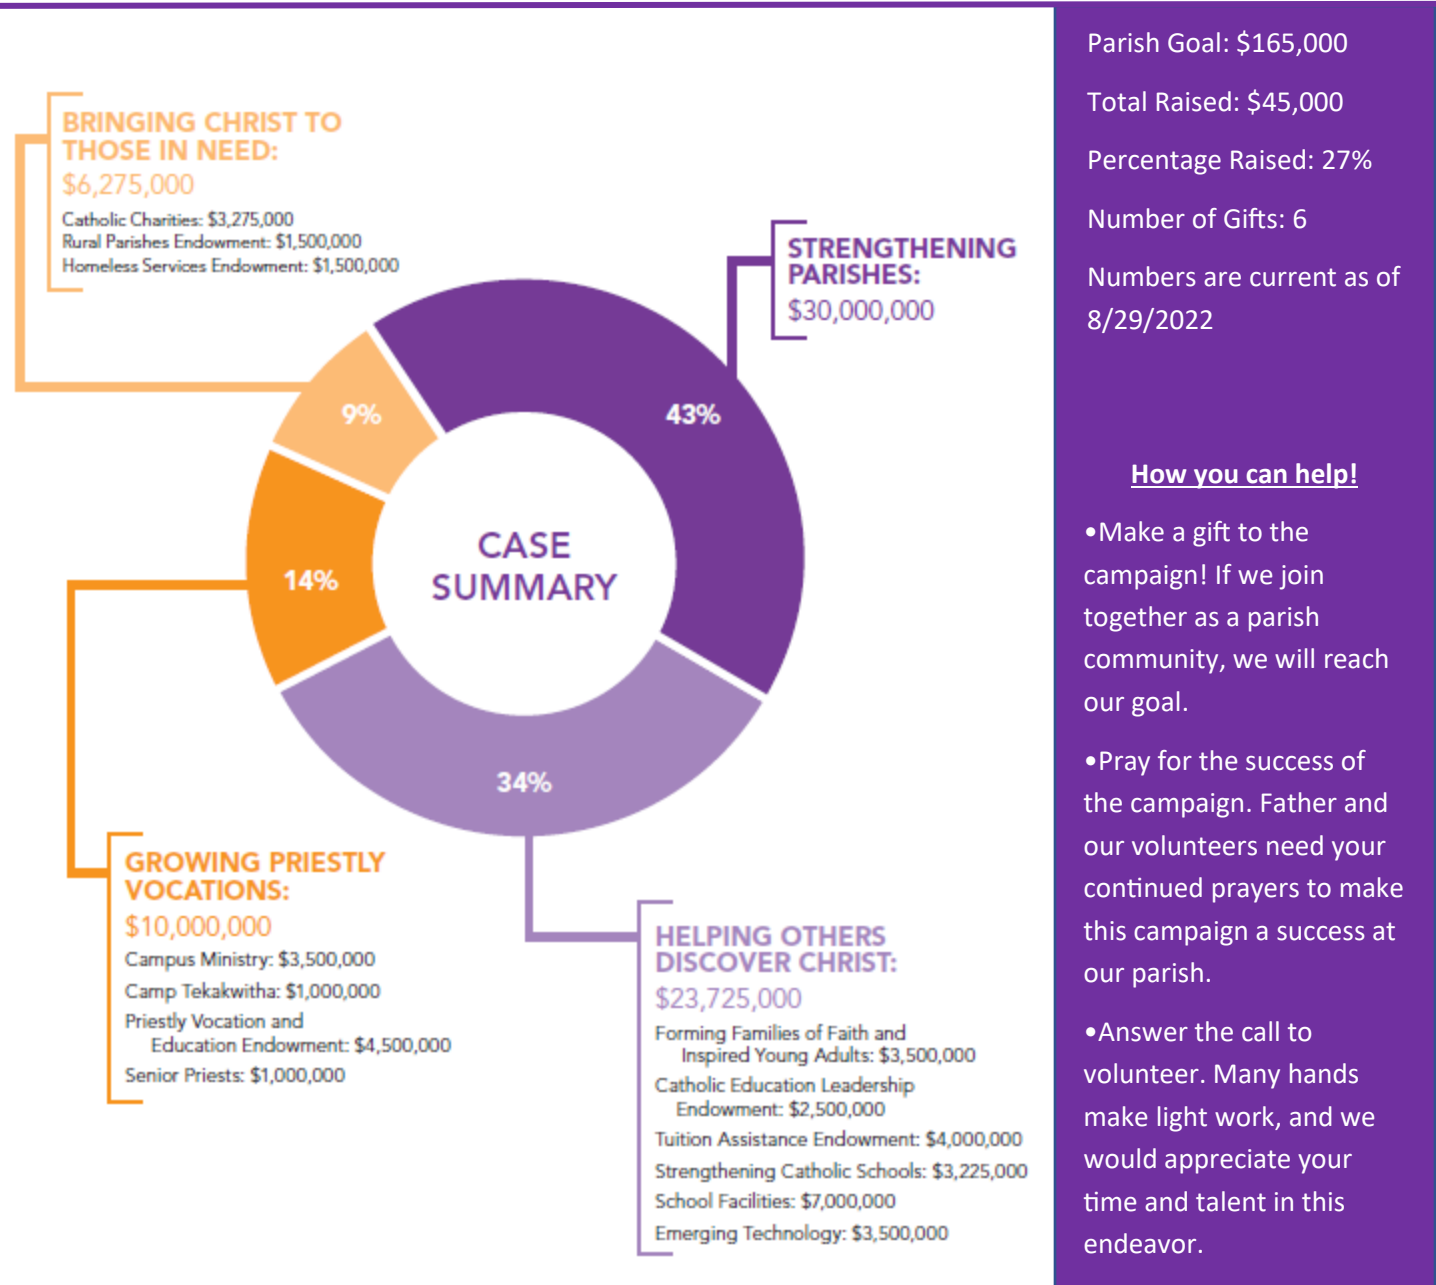 BRINGING CHRIST TO
THOSE IN NEED:
$6,275,000
Catholic Charities: $3,275,000
Rural Parishes Endowment: $1,500,000
Homeless Services Endowment: $1,500,000
STRENGTHENING
PARISHES:
$30,000,000
9%
43%
CASE
SUMMARY
14%
34%
GROWING PRIESTLY
VOCATIONS:
$10,000,000
Campus Ministry: $3,500,000
Camp Tekakwitha: $1,000,000
Priestly Vocation and
Education Endowment: $4,500,000
Senior Priests: $1,000,000
HELPING OTHERS
DISCOVER CHRIST:
$23,725,000
Forming Families of Faith and
Inspired Young Adults: $3,500,000
Catholic Education Leadership
Endowment: $2,500,000
Tuition Assistance Endowment: $4,000,000
Strengthening Catholic Schools: $3,225,000
School Facilities: $7,000,000
Emerging Technology: $3,500,000
Parish Goal: $165,000
Total Raised: $45,000
Percentage Raised: 27%
Number of Gifts: 6
Numbers are current as of
8/29/2022
How you can help!
•Make a gift to the
campaign! If we join
together as a parish
community, we will reach
our goal.
•Pray for the success of
the campaign. Father and
our volunteers need your
continued prayers to make
this campaign a success at
our parish.
•Answer the call to
volunteer. Many hands
make light work, and we
would appreciate your
time and talent in this
endeavor.